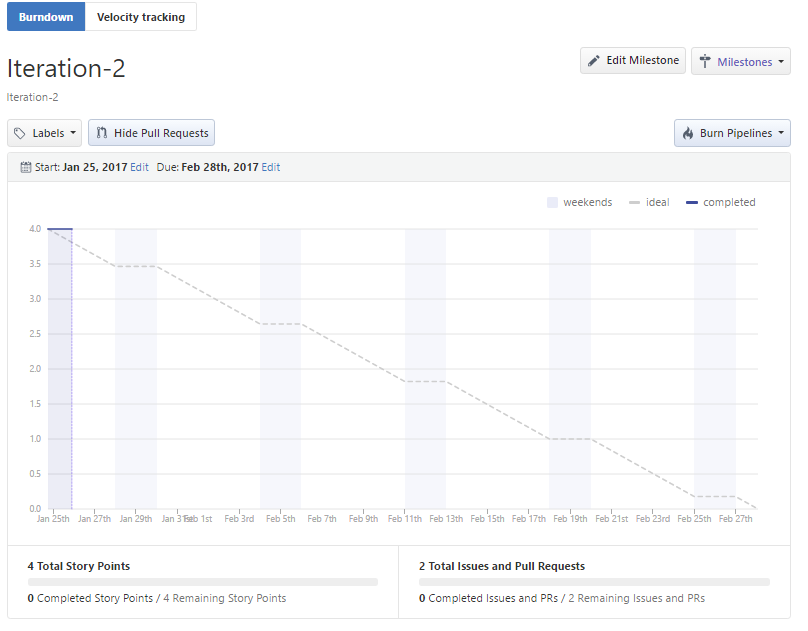 Burndown Velocity tracking
Iteration-2
Edit Milestone Milestones
Iteration-2
Labels Hide Pull Requests Burn Pipelines
Start: Jan 25, 2017 Edit Due: Feb 28th, 2017 Edit
weekends ideal completed
4.0
3.5
3.0
2.5
2.0
1.5
1.0
0.5
0.0
Jan 25th Jan 27th Jan 29th Jan 31st Feb 1st Feb 3rd Feb 5th Feb 7th Feb 9th Feb 11th Feb 13th Feb 15th Feb 17th Feb 19th Feb 21st Feb 23rd Feb 25th Feb 27th
4 Total Story Points
0 Completed Story Points / 4 Remaining Story Points
2 Total Issues and Pull Requests
0 Completed Issues and PRs / 2 Remaining Issues and PRs